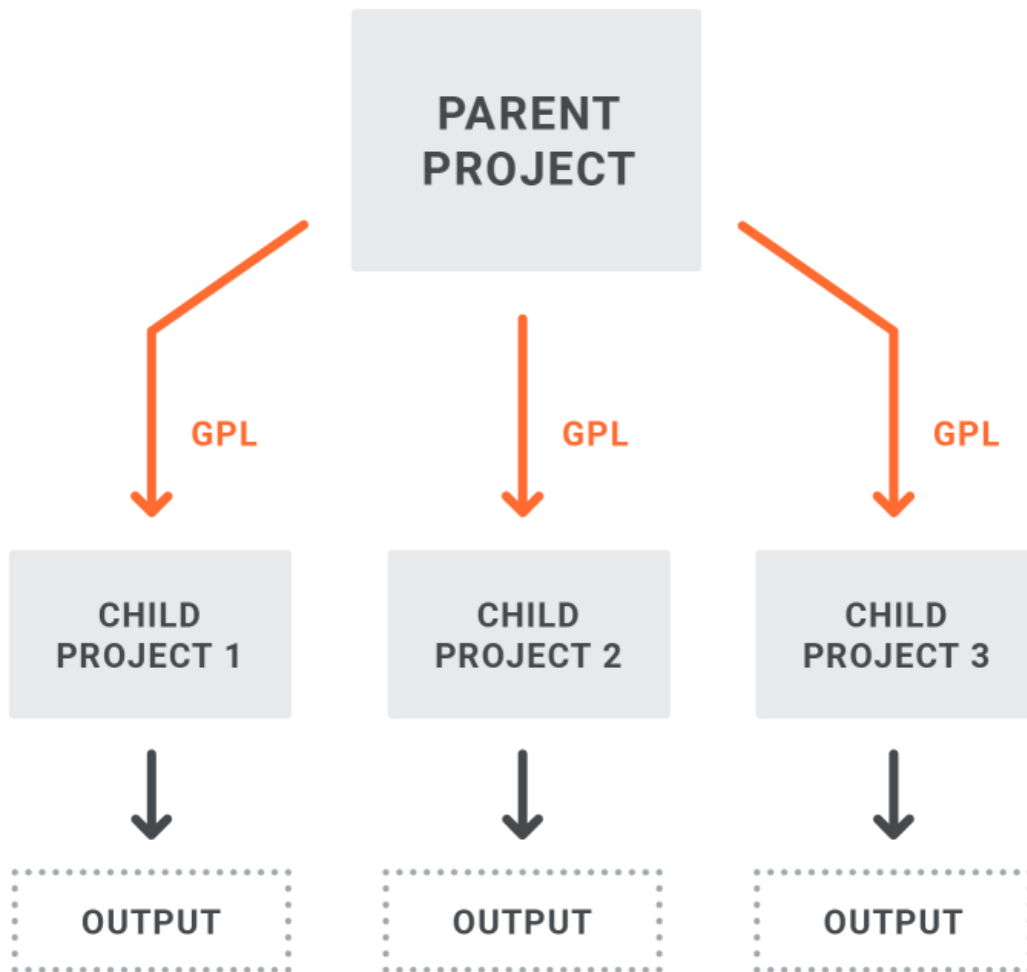 PARENT
PROJECT
GPL
GPL
GPL
CHILD
PROJECT 1
CHILD
PROJECT 2
CHILD
PROJECT 3
OUTPUT
OUTPUT
OUTPUT